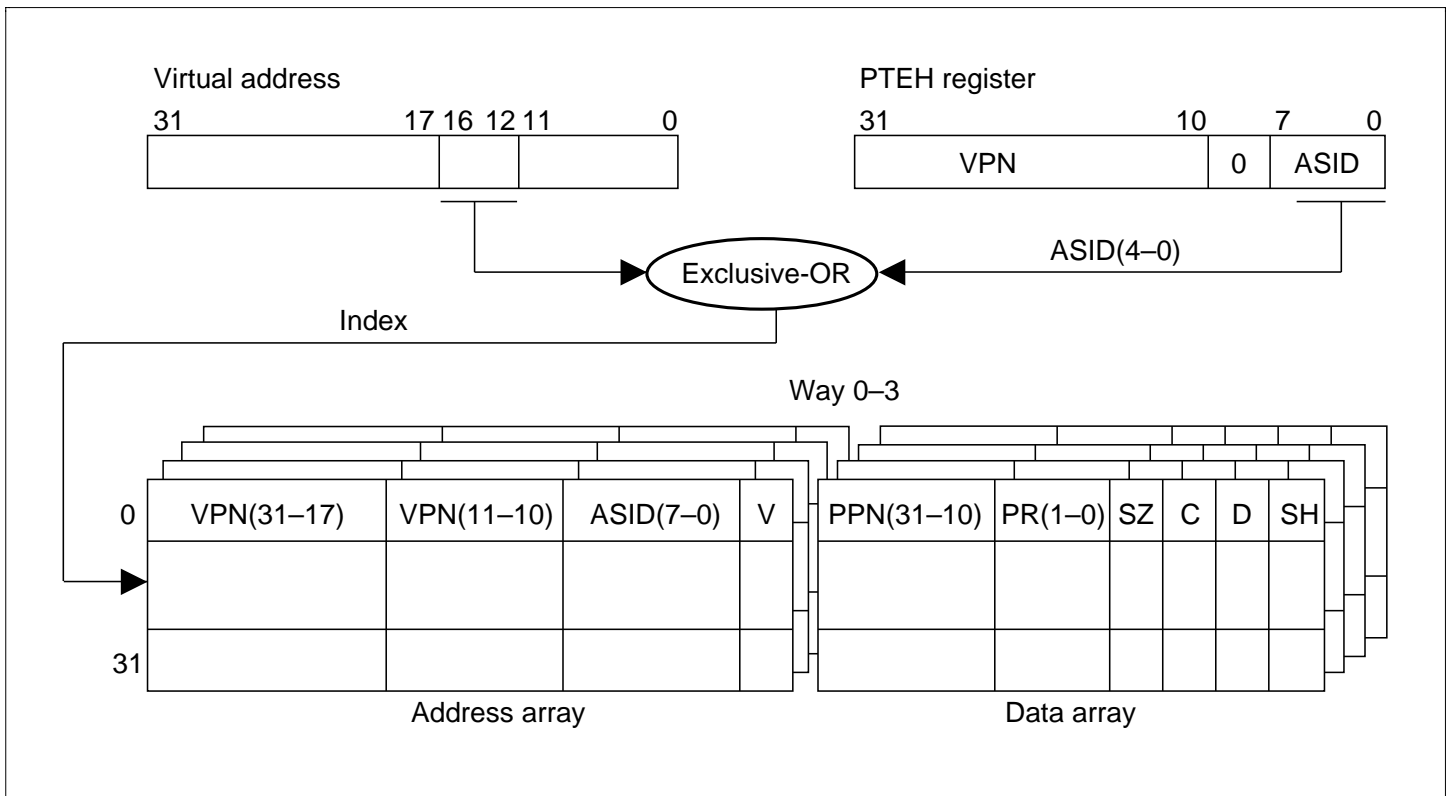 Virtual address
31 17 16 12 11 0
PTEH register
31 10 7 0
VPN 0 ASID
ASID(4–0)
Exclusive-OR
Index
Way 0–3
0 VPN(31–17) VPN(11–10) ASID(7–0) V PPN(31–10) PR(1–0) SZ C D SH
31
Address array Data array